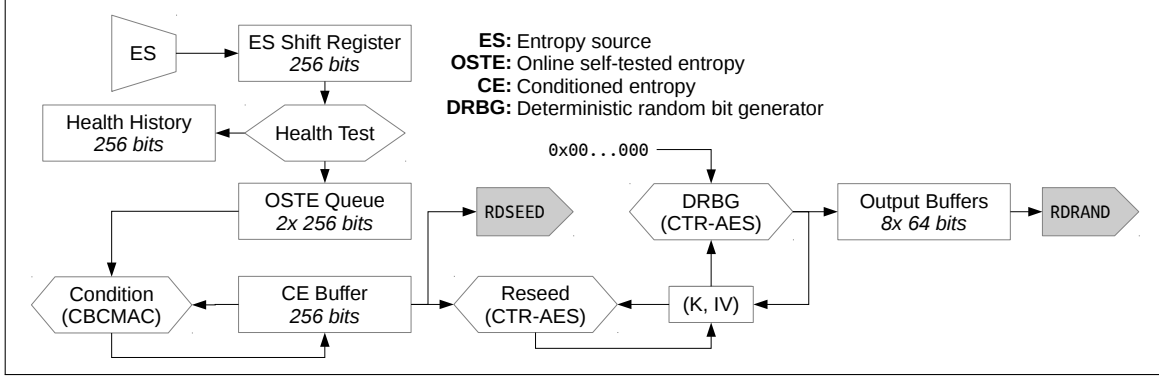 ES
ES Shift Register
256 bits
ES: Entropy source
OSTE: Online self-tested entropy
CE: Conditioned entropy
DRBG: Deterministic random bit generator
Health History
256 bits
Health Test
0x00...000
OSTE Queue
2x 256 bits
RDSEED
DRBG
(CTR-AES)
Output Buffers
8x 64 bits
RDRAND
Condition
(CBCMAC)
CE Buffer
256 bits
Reseed
(CTR-AES)
(K, IV)